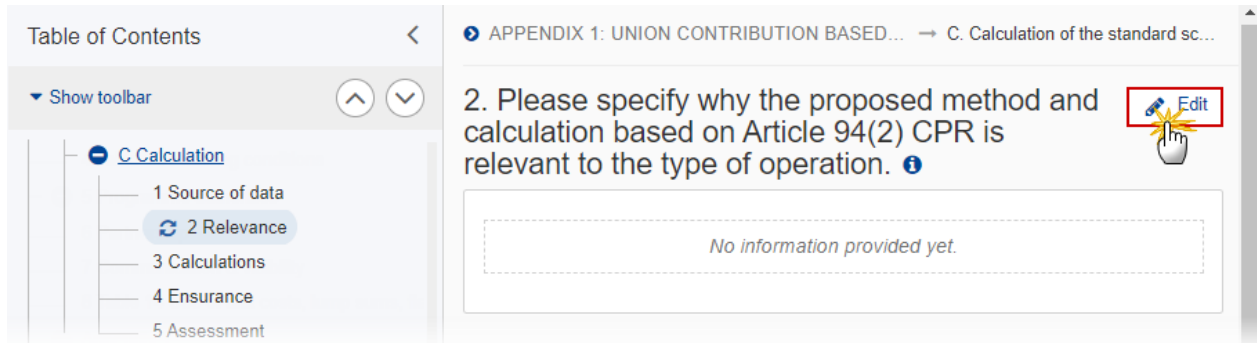 Table of Contents
Show toolbar
C Calculation
1 Source of data
2 Relevance
3 Calculations
4 Ensurance
5 Assessment
APPENDIX 1: UNION CONTRIBUTION BASED... → C. Calculation of the standard sc...
2. Please specify why the proposed method and
calculation based on Article 94(2) CPR is
relevant to the type of operation.
Edit
No information provided yet.